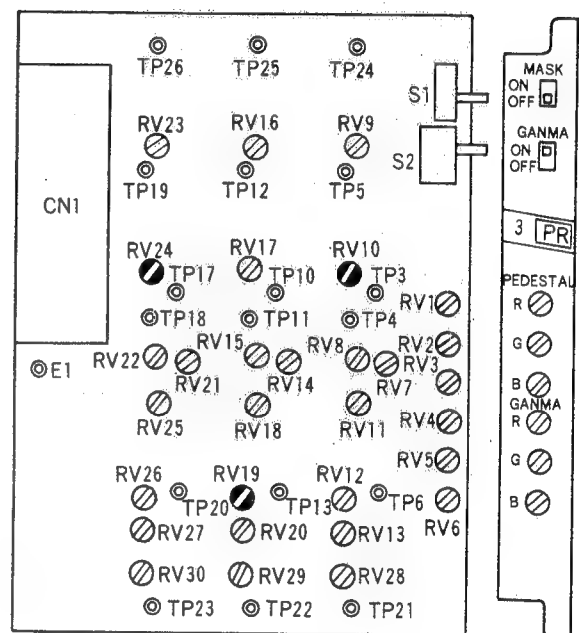 TP26 TP25 TP24
S1
MASK
ON
OFF
RV23 RV16 RV9
S2
GANMA
ON
OFF
TP19 TP12 TP5
CN1
3 PR
RV24 RV17 RV10
TP17 TP10 TP3
PEDESTAL
RV1
R
TP18 TP11 TP4
RV2
G
RV22 RV15 RV8 RV3
E1
RV21 RV14 RV7
B
GANMA
RV25 RV18 RV11 RV4
R
RV5
G
RV26 RV19 RV12
TP20 TP13 TP6
B
RV6
RV27 RV20 RV13
RV30 RV29 RV28
TP23 TP22 TP21